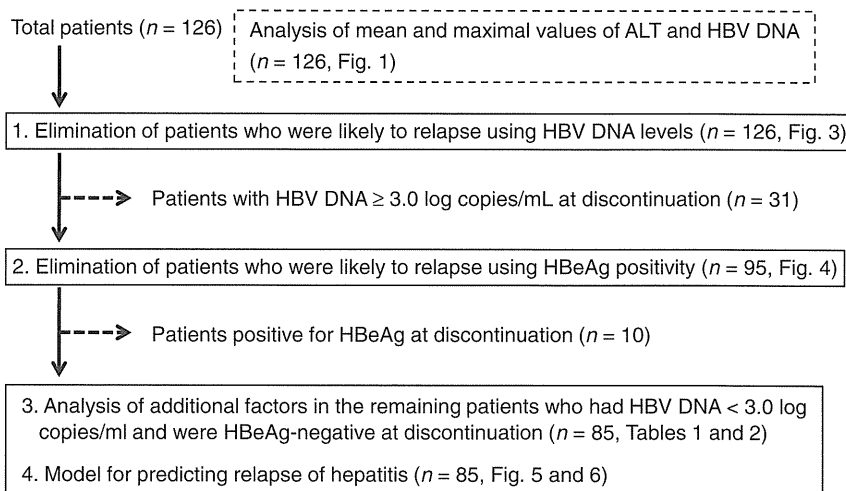 Total patients (n = 126)
Analysis of mean and maximal values of ALT and HBV DNA
(n = 126, Fig. 1)
1. Elimination of patients who were likely to relapse using HBV DNA levels (n = 126, Fig. 3)
Patients with HBV DNA ≥ 3.0 log copies/mL at discontinuation (n = 31)
2. Elimination of patients who were likely to relapse using HBeAg positivity (n = 95, Fig. 4)
Patients positive for HBeAg at discontinuation (n = 10)
3. Analysis of additional factors in the remaining patients who had HBV DNA < 3.0 log
copies/ml and were HBeAg-negative at discontinuation (n = 85, Tables 1 and 2)
4. Model for predicting relapse of hepatitis (n = 85, Fig. 5 and 6)